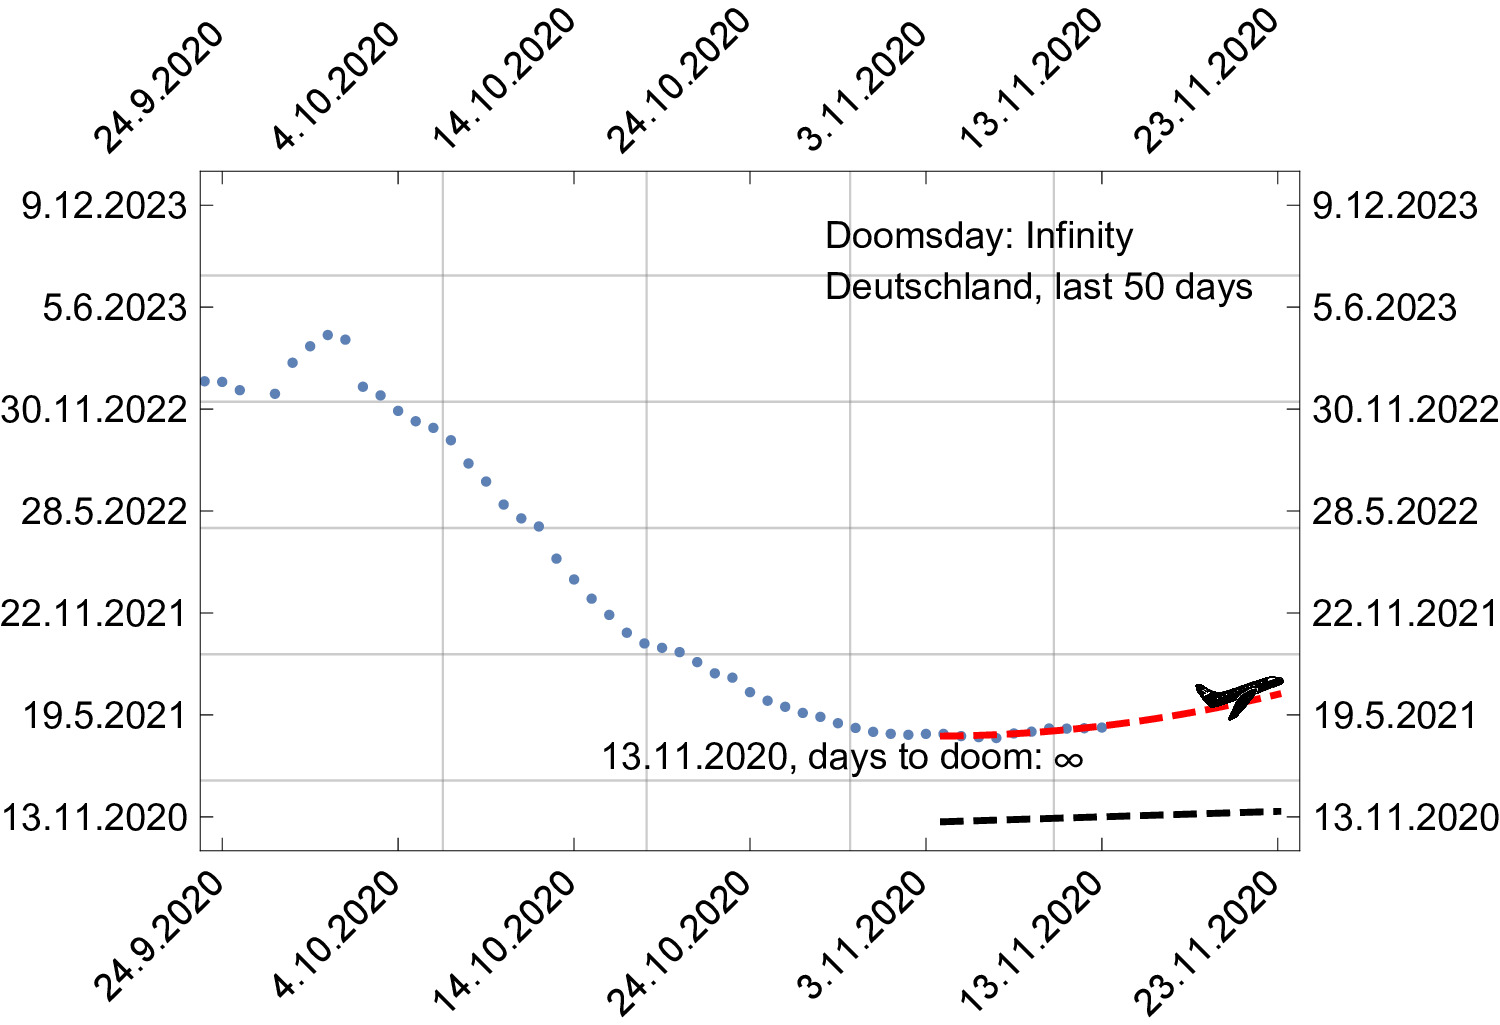 24.9.2020 4.10.2020 14.10.2020 24.10.2020 3.11.2020 13.11.2020 23.11.2020
9.12.2023 9.12.2023
Doomsday: Infinity
Deutschland, last 50 days
5.6.2023 5.6.2023
30.11.2022 30.11.2022
28.5.2022 28.5.2022
22.11.2021 22.11.2021
19.5.2021 19.5.2021
13.11.2020, days to doom: ∞
13.11.2020 13.11.2020
24.9.2020 4.10.2020 14.10.2020 24.10.2020 3.11.2020 13.11.2020 23.11.2020